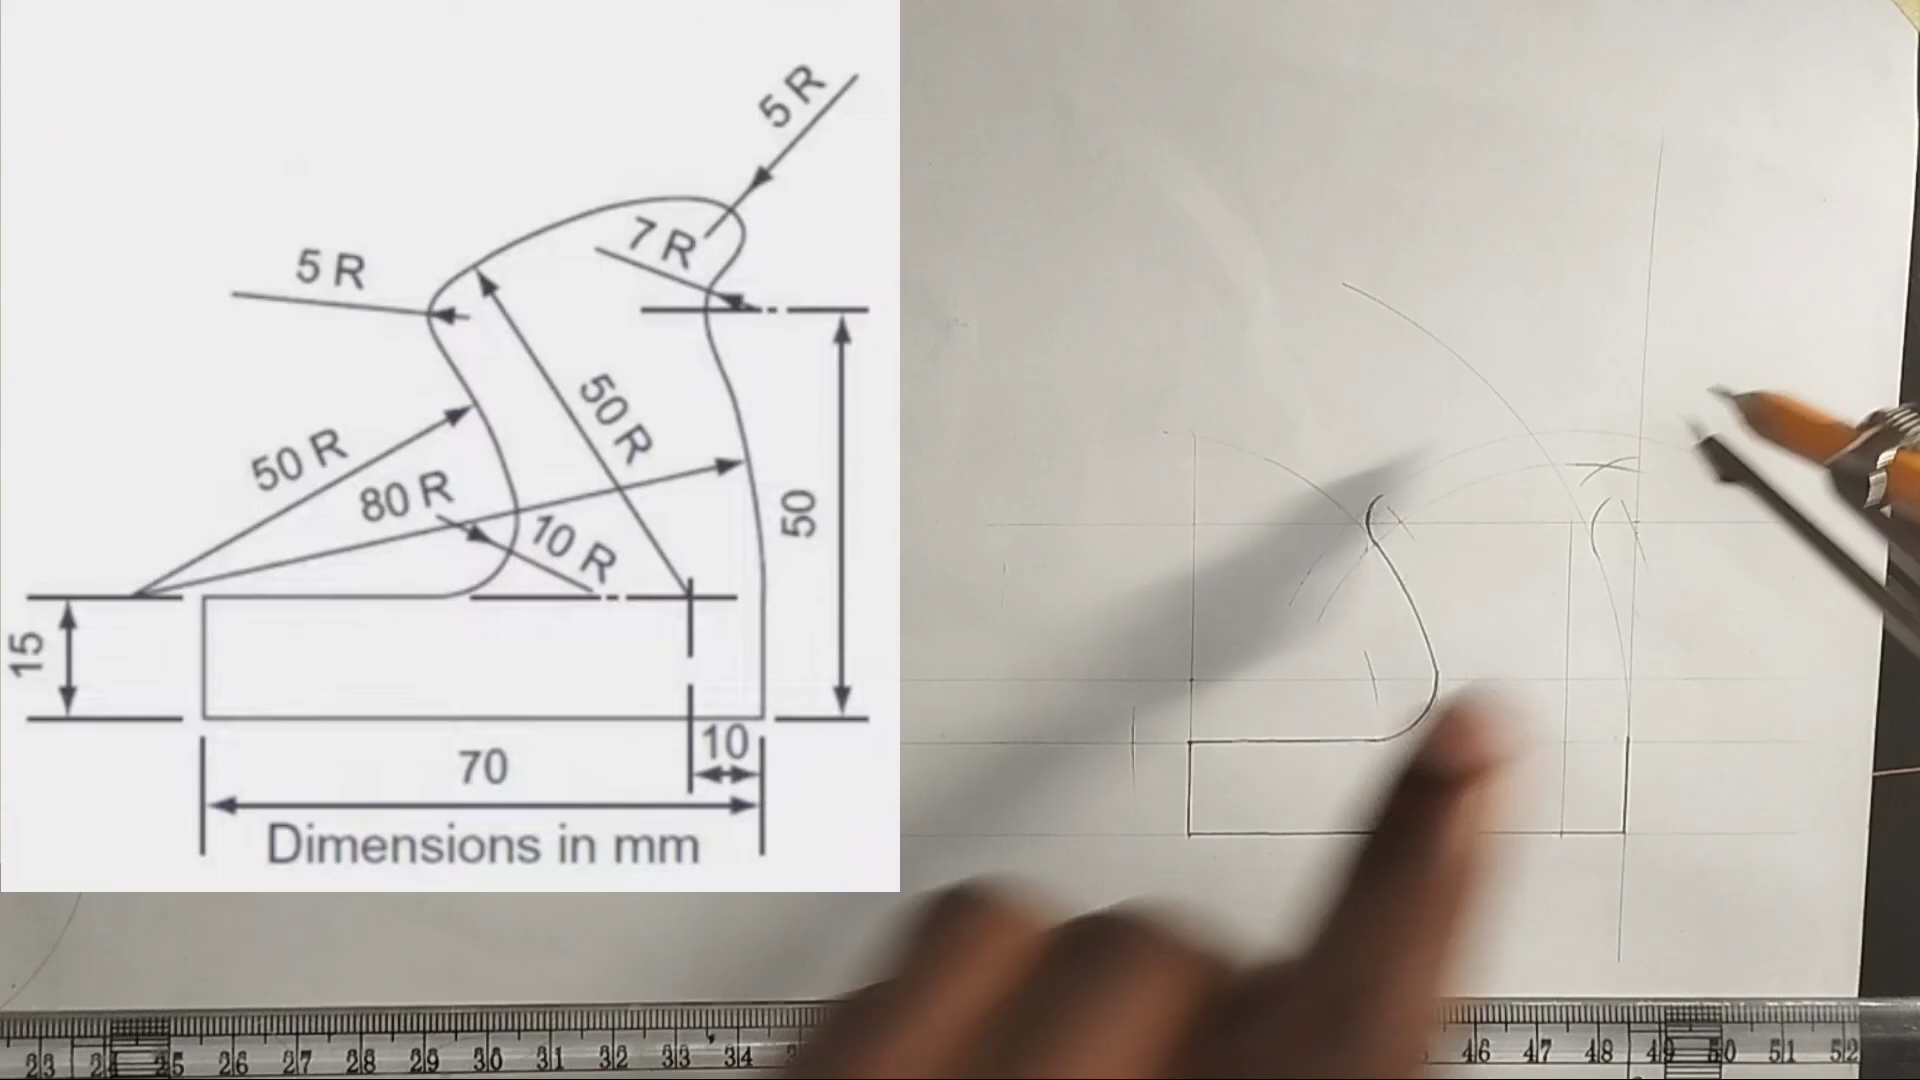 5 R
5 R
7 R
50 R
50 R
80 R
10 R
50
15
10
70
Dimensions in mm
23 24 25 26 27 28 29 30 31 32 33 34
46 47 48 49 50 51 52